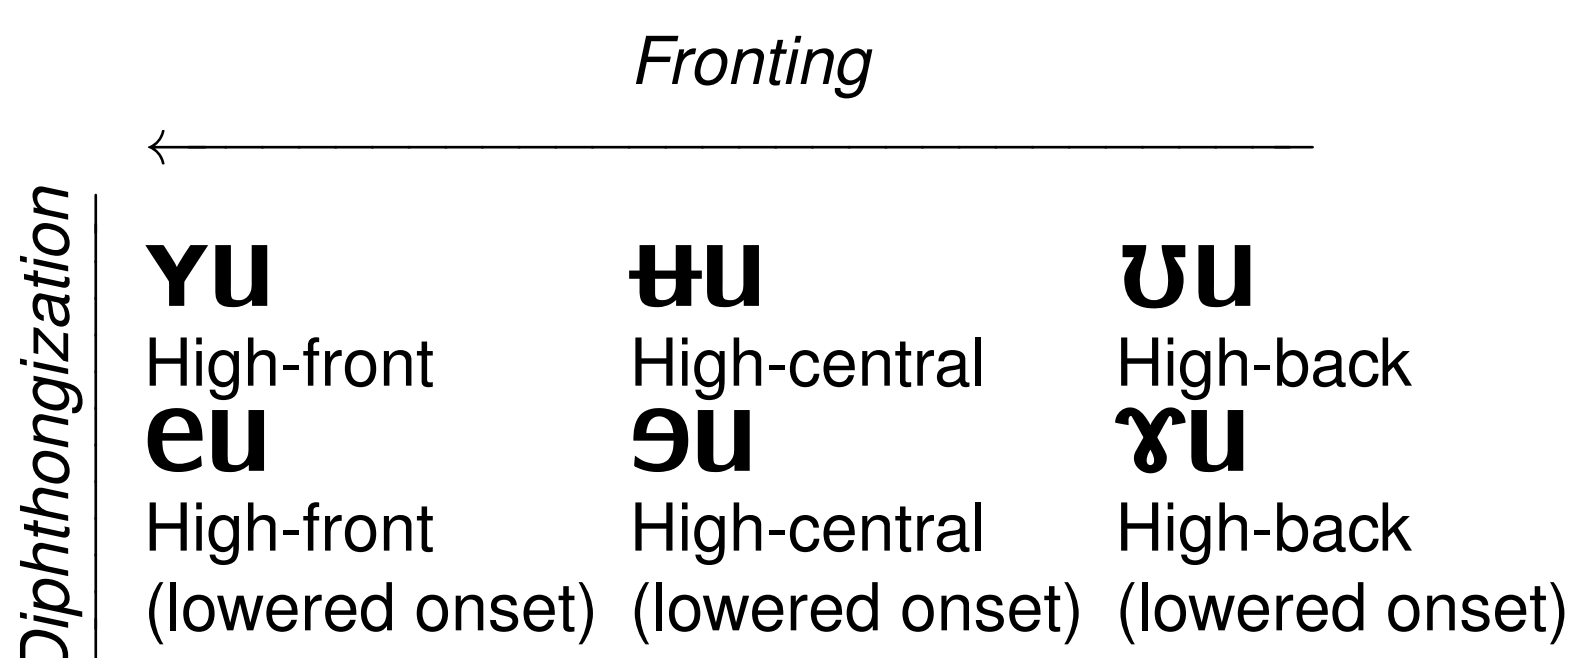 Fronting
Diphthongization
ʏu ʉu ʊu
High-front High-central High-back
eu ɘu ɤu
High-front High-central High-back
(lowered onset) (lowered onset) (lowered onset)